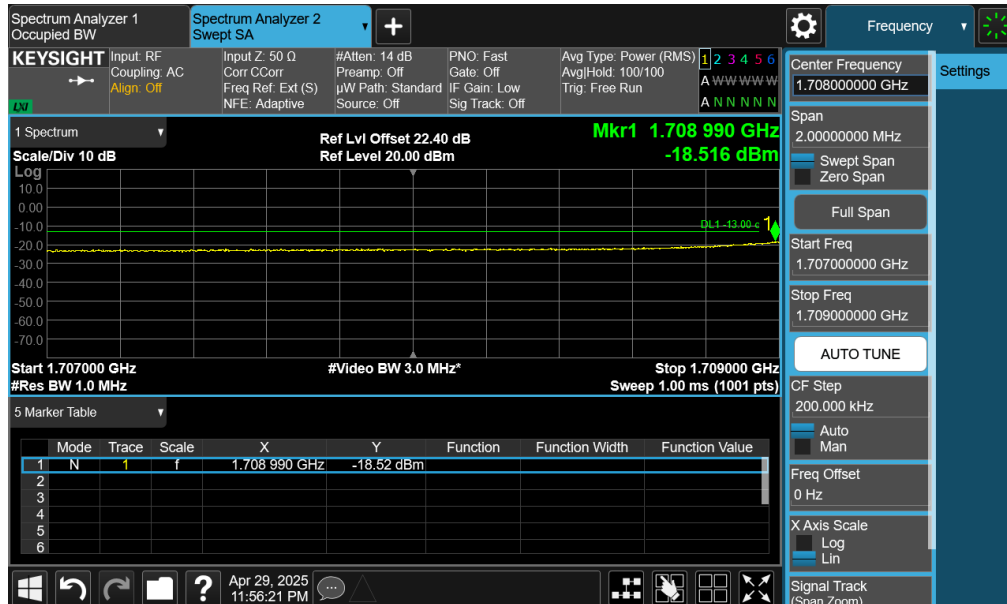 Spectrum Analyzer 1
Occupied BW
Spectrum Analyzer 2
Swept SA
Frequency
KEYSIGHT
LXI
Input: RF
Coupling: AC
Align: Off
Input Z: 50 Ω
Corr CCorr
Freq Ref: Ext (S)
NFE: Adaptive
#Atten: 14 dB
Preamp: Off
µW Path: Standard
Source: Off
PNO: Fast
Gate: Off
IF Gain: Low
Sig Track: Off
Avg Type: Power (RMS)
Avg|Hold: 100/100
Trig: Free Run
1 2 3 4 5 6
A W W W W W
A N N N N N
1 Spectrum
Scale/Div 10 dB
Ref Lvl Offset 22.40 dB
Ref Level 20.00 dBm
Mkr1 1.708 990 GHz
-18.516 dBm
Log
10.0
0.00
-10.0
-20.0
-30.0
-40.0
-50.0
-60.0
-70.0
DL1 -13.00
1
Start 1.707000 GHz
#Res BW 1.0 MHz
#Video BW 3.0 MHz*
Stop 1.709000 GHz
Sweep 1.00 ms (1001 pts)
5 Marker Table
Mode Trace Scale X Y Function Function Width Function Value
1 N 1 f 1.708 990 GHz -18.52 dBm
2
3
4
5
6
Apr 29, 2025
11:56:21 PM
Center Frequency
1.708000000 GHz
Settings
Span
2.00000000 MHz
Swept Span
Zero Span
Full Span
Start Freq
1.707000000 GHz
Stop Freq
1.709000000 GHz
AUTO TUNE
CF Step
200.000 kHz
Auto
Man
Freq Offset
0 Hz
X Axis Scale
Log
Lin
Signal Track
(Span Zoom)